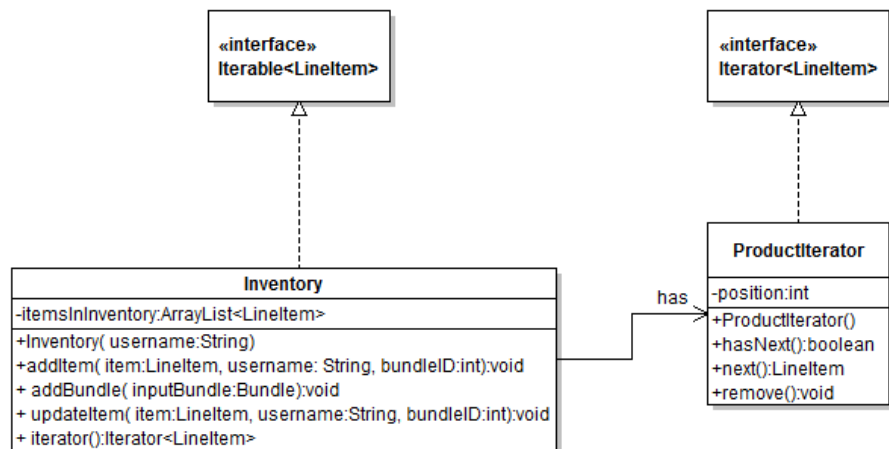 «interface»
Iterable<LineItem>
«interface»
Iterator<LineItem>
Inventory
-itemsInInventory:ArrayList<LineItem>
+Inventory( username:String)
+addItem( item:LineItem, username: String, bundleID:int):void
+ addBundle( inputBundle:Bundle):void
+ updateItem( item:LineItem, username:String, bundleID:int):void
+ iterator():Iterator<LineItem>
has
ProductIterator
-position:int
+ProductIterator()
+hasNext():boolean
+next():LineItem
+remove():void